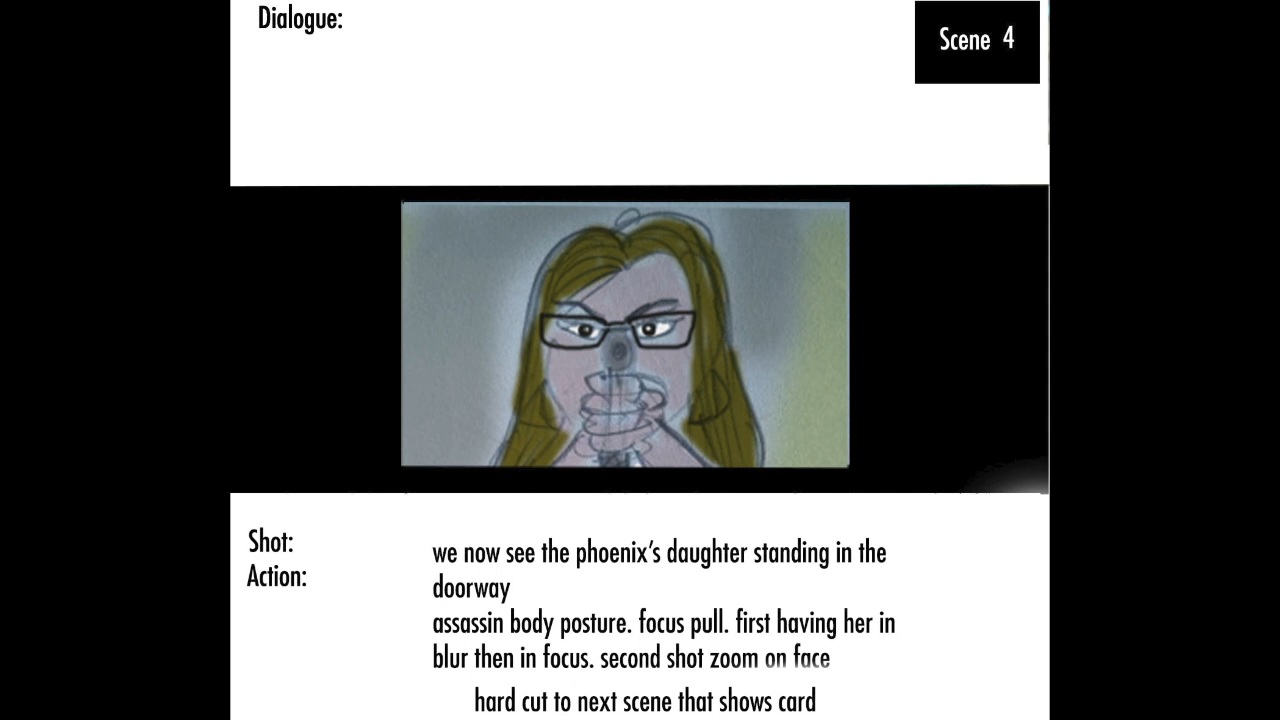 Dialogue:
Scene 4
Shot:
Action:
we now see the phoenix's daughter standing in the
doorway
assassin body posture. focus pull. first having her in
blur then in focus. second shot zoom on face
hard cut to next scene that shows card